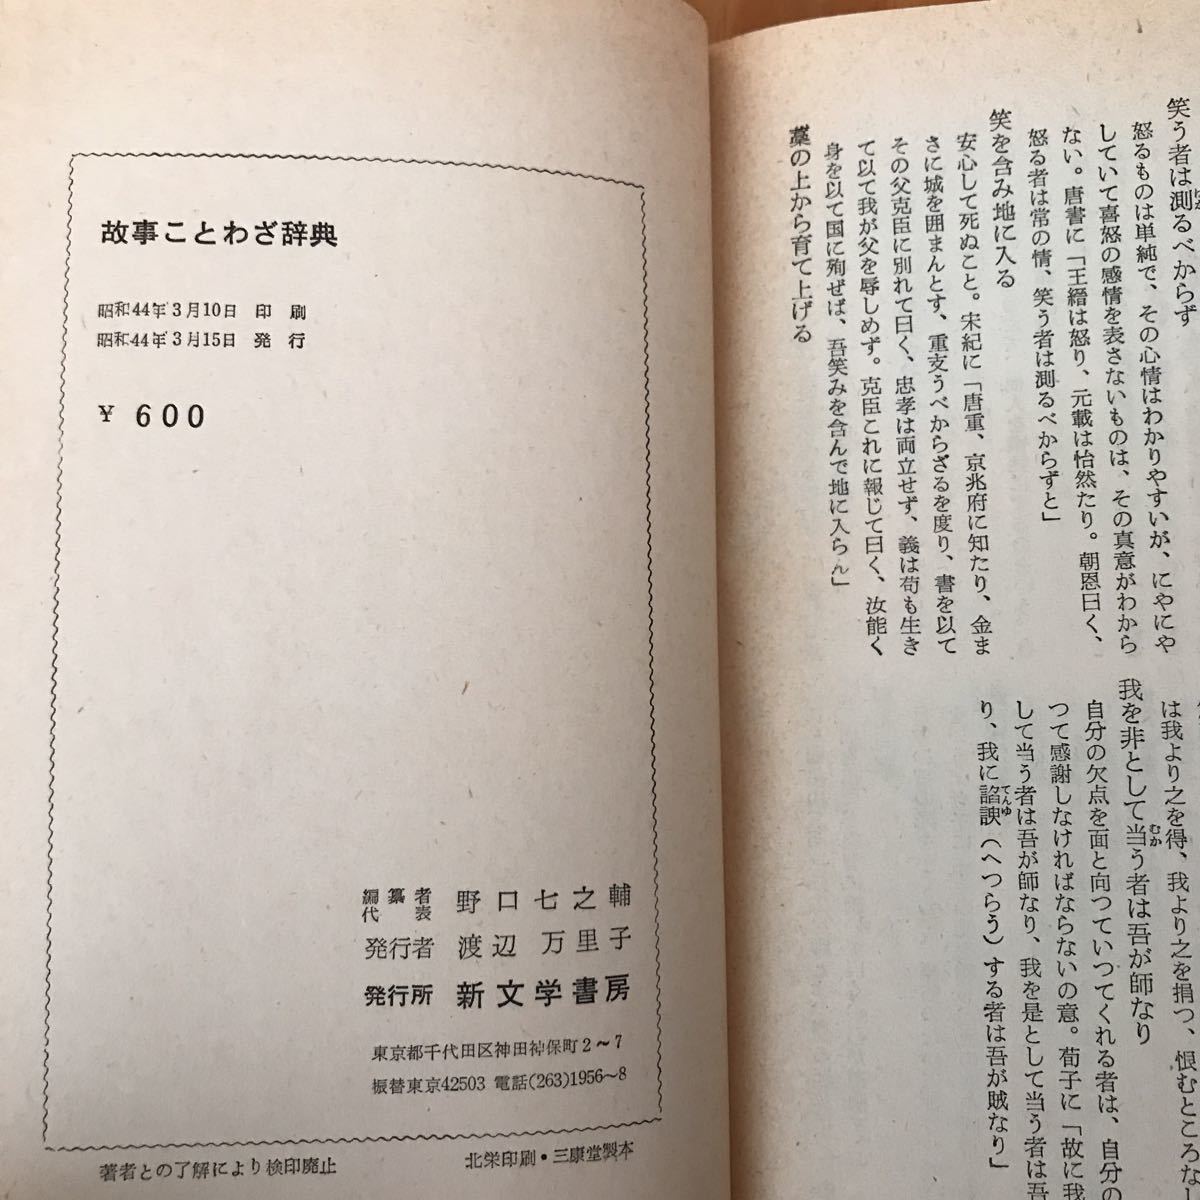 笑う者は測るべからず
怒るものは単純で、その心情はわかりやすいが、にやにや
していて喜怒の感情を表さないものは、その真意がわから
ない。唐書に「王縉は怒り、元載は怡然たり。朝恩曰く、
怒る者は常の情、笑う者は測るべからずと」
笑を含み地に入る
安心して死ぬこと。宋紀に「唐重、京兆府に知たり、金ま
さに城を囲まんとす、重支うべからざるを度り、書を以て
その父克臣に別れて曰く、忠孝は両立せず、義は苟も生き
て以て我が父を辱しめず。克臣これに報じて曰く、汝能く
身を以て国に殉ぜば、吾笑みを含んで地に入らん」
藁の上から育て上げる
は我より之を得、我より之を捐つ、恨むところな
我を非として当う者は吾が師なり
むか
自分の欠点を面と向つていつてくれる者は、自分の
つて感謝しなければならないの意。荀子に「故に我
して当う者は吾が師なり、我を是として当う者は吾
り、我に諂諛（へつらう）する者は吾が賊なり」
てんゆ
故事ことわざ辞典
昭和44年3月10日 印刷
昭和44年3月15日 発行
¥ 600
編纂者代表 野口七之輔
発行者 渡辺万里子
発行所 新文学書房
東京都千代田区神田神保町2〜7
振替東京42503 電話(263)1956〜8
著者との了解により検印廃止
北栄印刷・三康堂製本